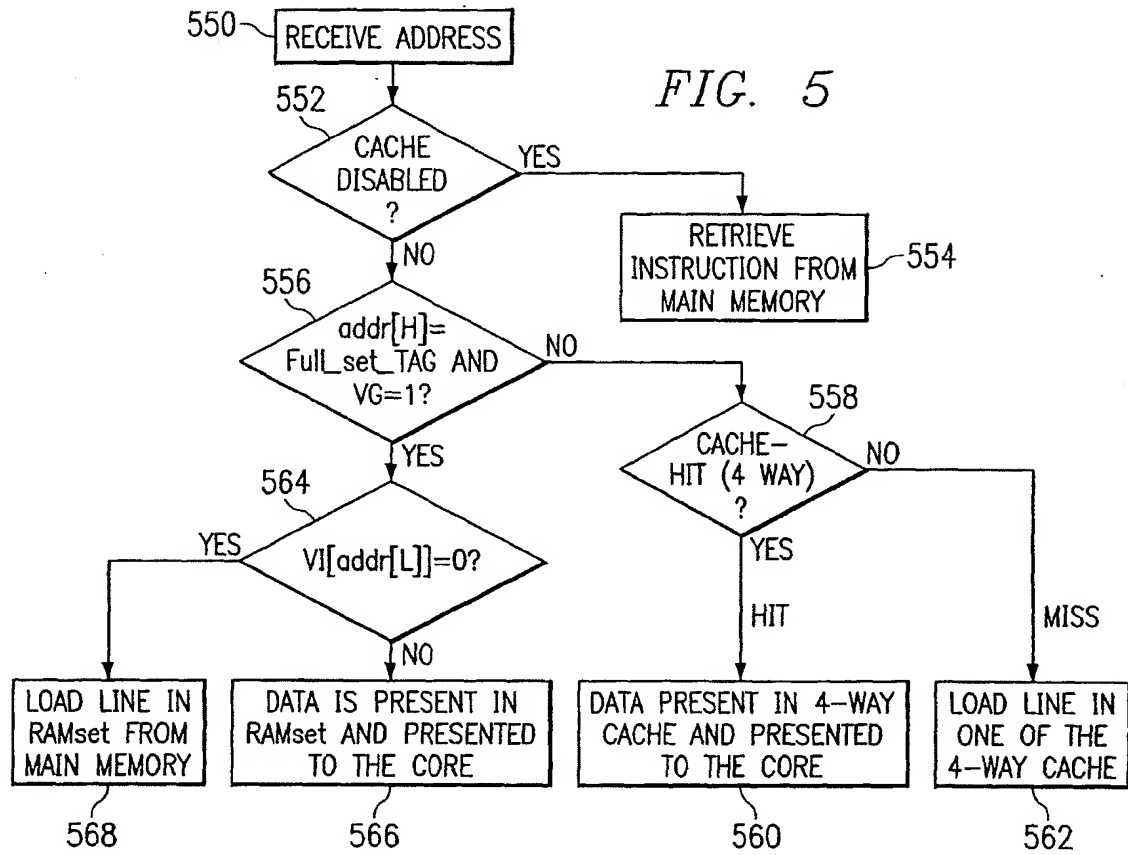 550
RECEIVE ADDRESS
FIG. 5
552
CACHE
DISABLED
?
YES
NO
RETRIEVE
INSTRUCTION FROM
MAIN MEMORY
554
556
addr[H]=
Full_set_TAG AND
VG=1?
NO
YES
558
CACHE-
HIT (4 WAY)
?
NO
YES
564
VI[addr[L]]=0?
YES
NO
HIT
MISS
LOAD LINE IN
RAMset FROM
MAIN MEMORY
DATA IS PRESENT IN
RAMset AND PRESENTED
TO THE CORE
DATA PRESENT IN 4-WAY
CACHE AND PRESENTED
TO THE CORE
LOAD LINE IN
ONE OF THE
4-WAY CACHE
568
566
560
562